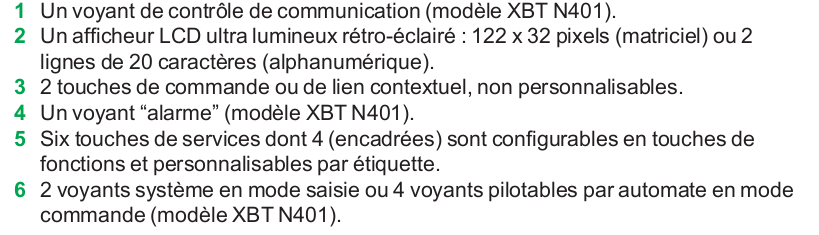 1 Un voyant de contrôle de communication (modèle XBT N401).
2 Un afficheur LCD ultra lumineux rétro-éclairé : 122 x 32 pixels (matriciel) ou 2
lignes de 20 caractères (alphanumérique).
3 2 touches de commande ou de lien contextuel, non personnalisables.
4 Un voyant “alarme” (modèle XBT N401).
5 Six touches de services dont 4 (encadrées) sont configurables en touches de
fonctions et personnalisables par étiquette.
6 2 voyants système en mode saisie ou 4 voyants pilotables par automate en mode
commande (modèle XBT N401).